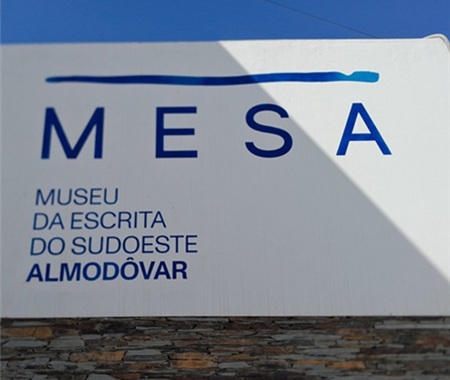 MESA
MUSEU
DA ESCRITA
DO SUDOESTE
ALMODÔVAR